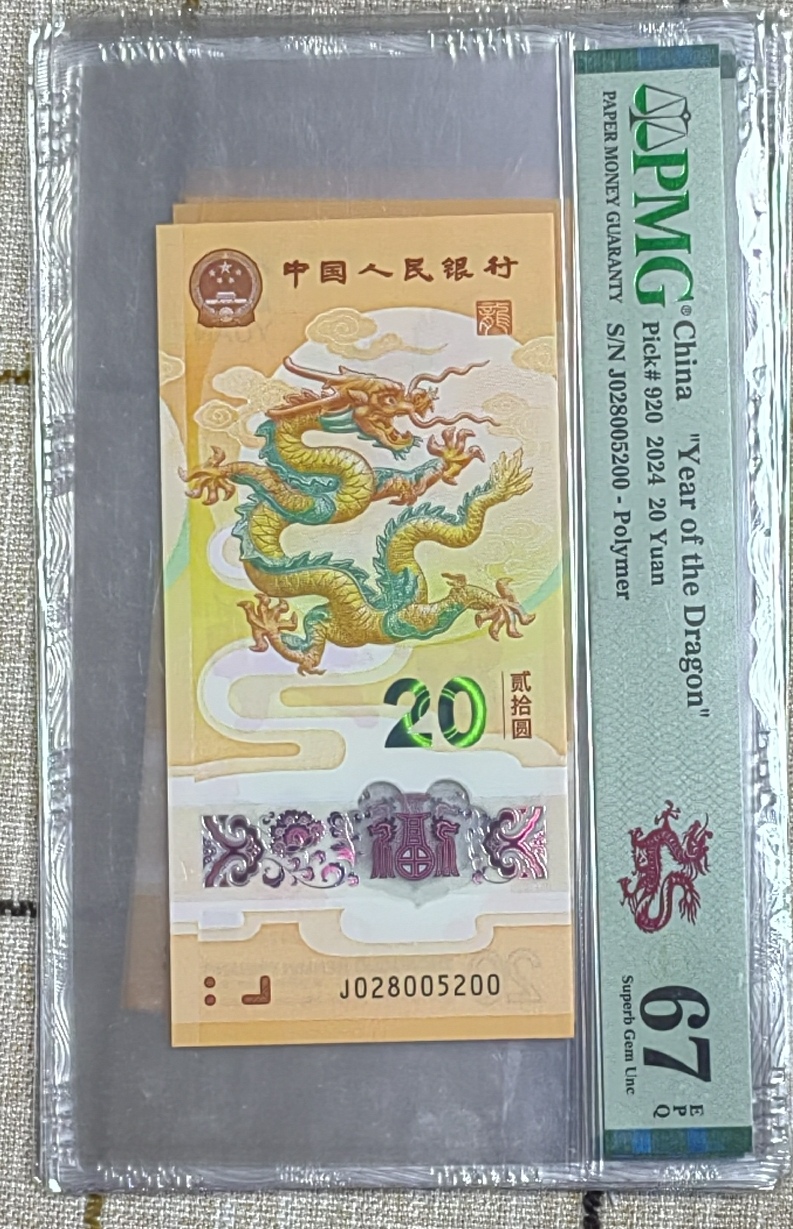 PMG
PAPER MONEY GUARANTY
China "Year of the Dragon"
Pick# 920 2024 20 Yuan
S/N J028005200 - Polymer
67 EPQ
Superb Gem Unc
中国人民银行
龍
20
贰拾圆
J028005200